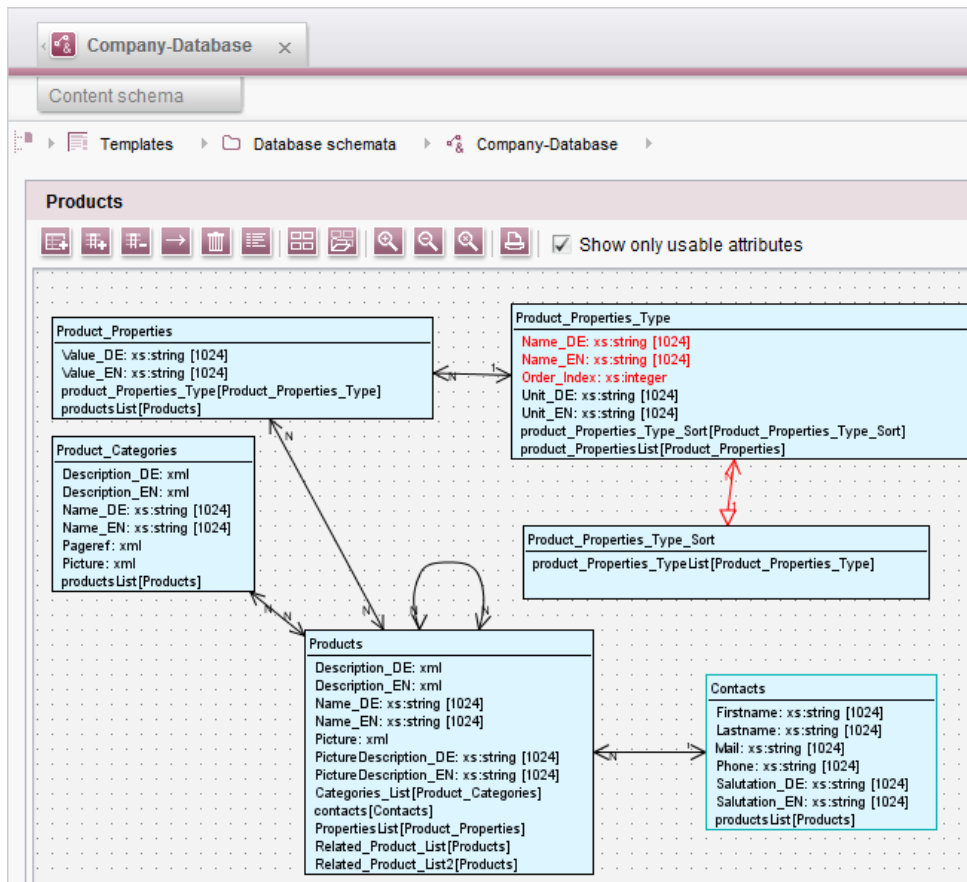 Company-Database
Content schema
Templates Database schemata Company-Database
Products
Show only usable attributes
Product_Properties
Value_DE: xs:string [1024]
Value_EN: xs:string [1024]
product_Properties_Type[Product_Properties_Type]
productsList[Products]
Product_Properties_Type
Name_DE: xs:string [1024]
Name_EN: xs:string [1024]
Order_Index: xs:integer
Unit_DE: xs:string [1024]
Unit_EN: xs:string [1024]
product_Properties_Type_Sort[Product_Properties_Type_Sort]
product_PropertiesList[Product_Properties]
N 1
N
Product_Categories
Description_DE: xml
Description_EN: xml
Name_DE: xs:string [1024]
Name_EN: xs:string [1024]
Pageref: xml
Picture: xml
productsList[Products]
N
1
Product_Properties_Type_Sort
product_Properties_TypeList[Product_Properties_Type]
N N
N N N
Products
Description_DE: xml
Description_EN: xml
Name_DE: xs:string [1024]
Name_EN: xs:string [1024]
Picture: xml
PictureDescription_DE: xs:string [1024]
PictureDescription_EN: xs:string [1024]
Categories_List[Product_Categories]
contacts[Contacts]
PropertiesList[Product_Properties]
Related_Product_List[Products]
Related_Product_List2[Products]
N 1
Contacts
Firstname: xs:string [1024]
Lastname: xs:string [1024]
Mail: xs:string [1024]
Phone: xs:string [1024]
Salutation_DE: xs:string [1024]
Salutation_EN: xs:string [1024]
productsList[Products]